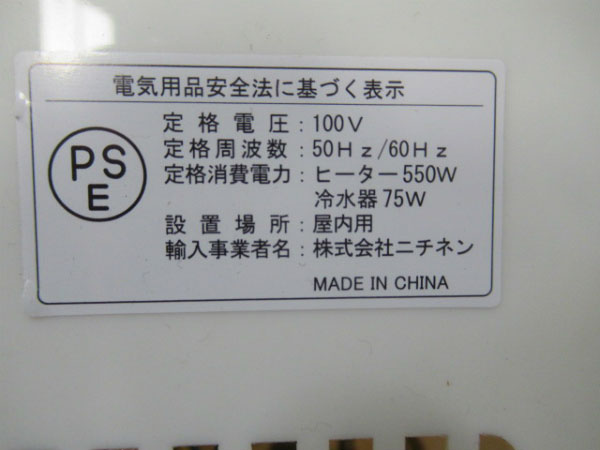 電気用品安全法に基づく表示
PS
E
定格電圧：100V
定格周波数：50Hz/60Hz
定格消費電力：ヒーター550W
冷水器75W
設置場所：屋内用
輸入事業者名：株式会社ニチネン
MADE IN CHINA